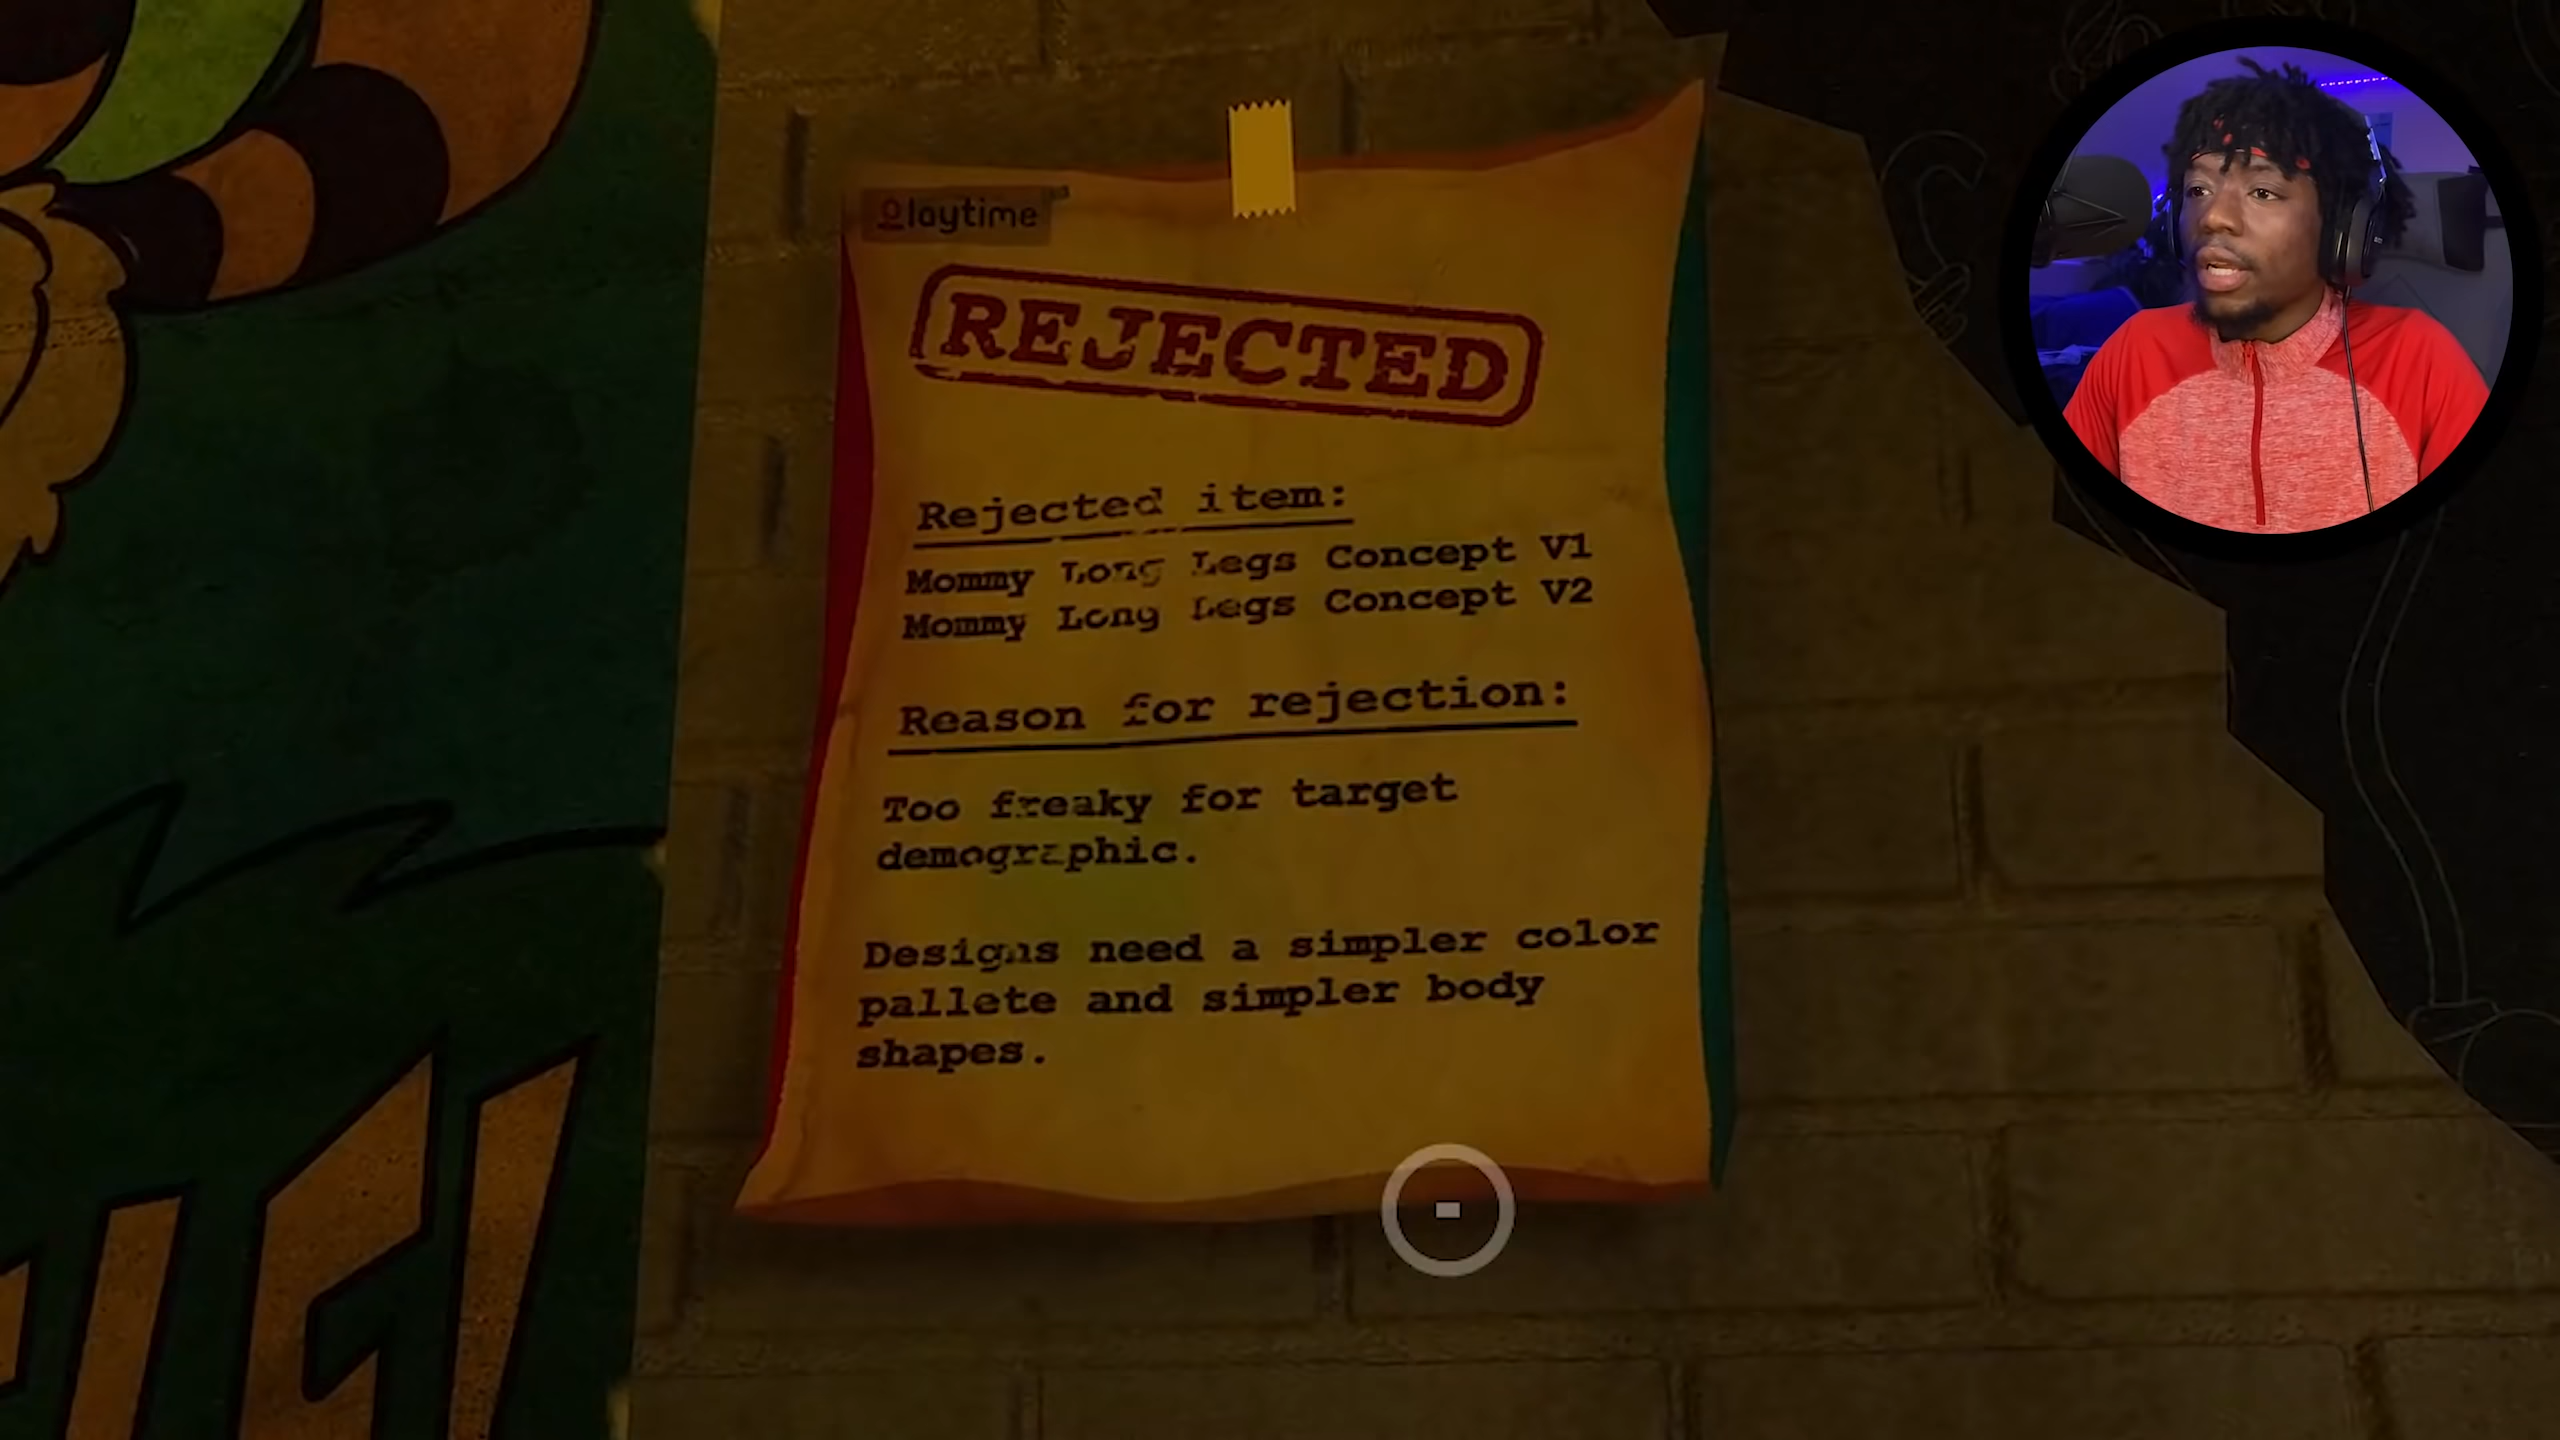 Playtime
REJECTED
Rejected item:
Mommy Long Legs Concept V1
Mommy Long Legs Concept V2
Reason for rejection:
Too freaky for target
demographic.
Designs need a simpler color
pallete and simpler body
shapes.